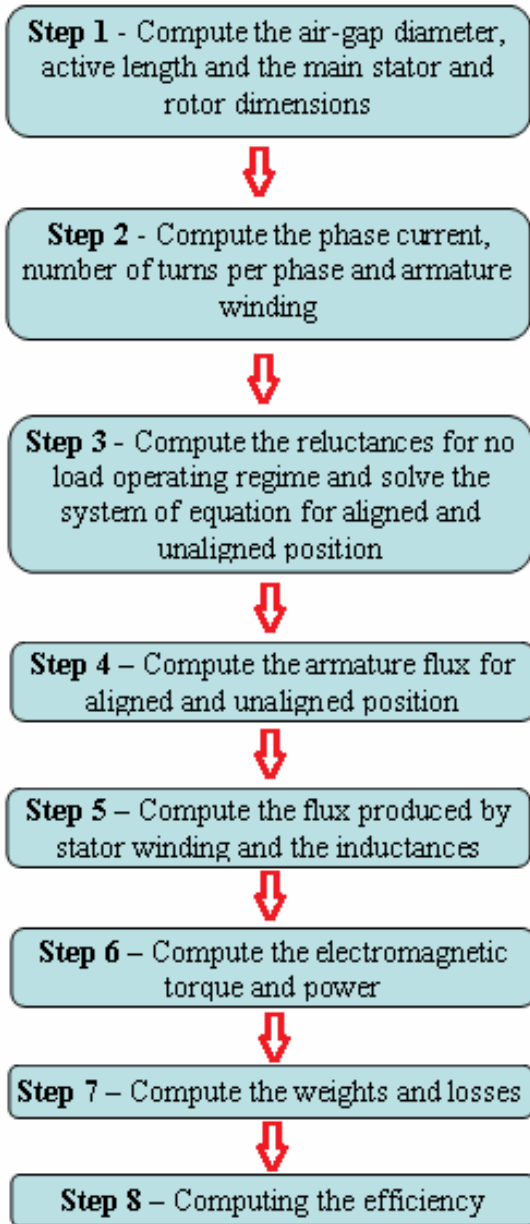 Step 1 - Compute the air-gap diameter,
active length and the main stator and
rotor dimensions
Step 2 - Compute the phase current,
number of turns per phase and armature
winding
Step 3 - Compute the reluctances for no
load operating regime and solve the
system of equation for aligned and
unaligned position
Step 4 – Compute the armature flux for
aligned and unaligned position
Step 5 – Compute the flux produced by
stator winding and the inductances
Step 6 – Compute the electromagnetic
torque and power
Step 7 – Compute the weights and losses
Step 8 – Computing the efficiency